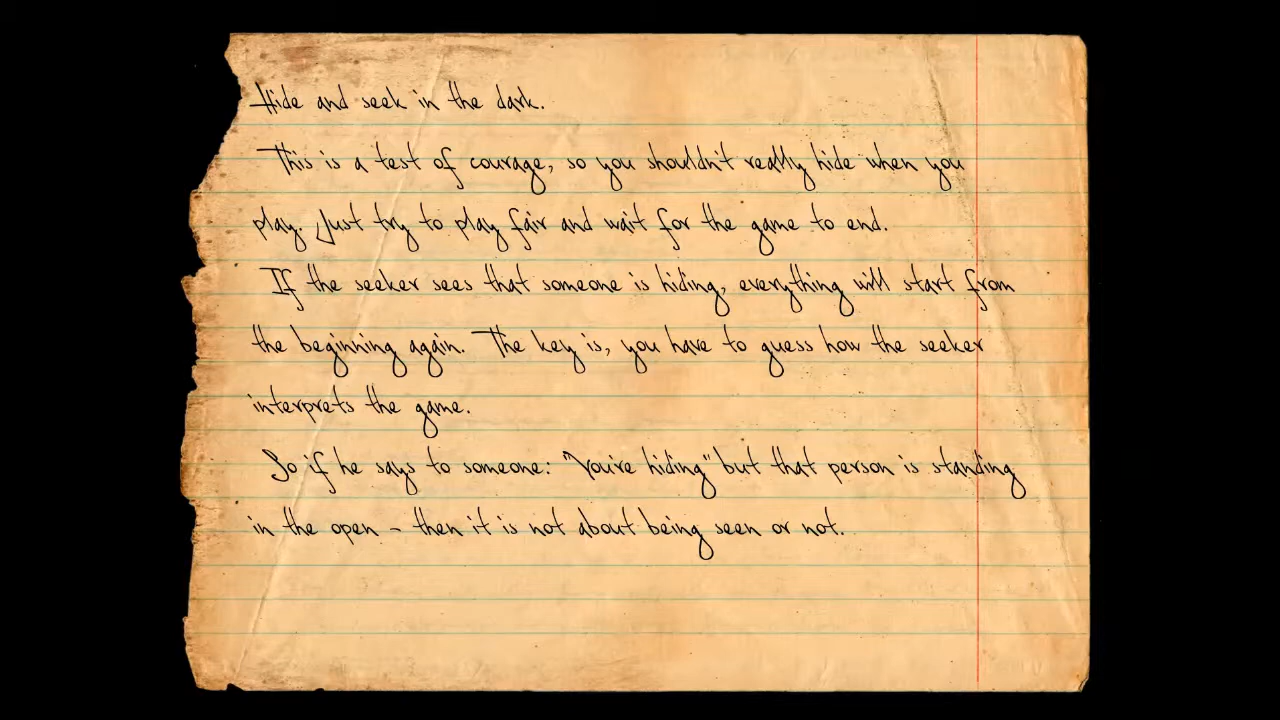 Hide and seek in the dark.
This is a test of courage, so you shouldn't really hide when you
play. Just try to play fair and wait for the game to end.
If the seeker sees that someone is hiding, everything will start from
the beginning again. The key is, you have to guess how the seeker
interprets the game.
So if he says to someone: "You're hiding" but that person is standing
in the open - then it is not about being seen or not.